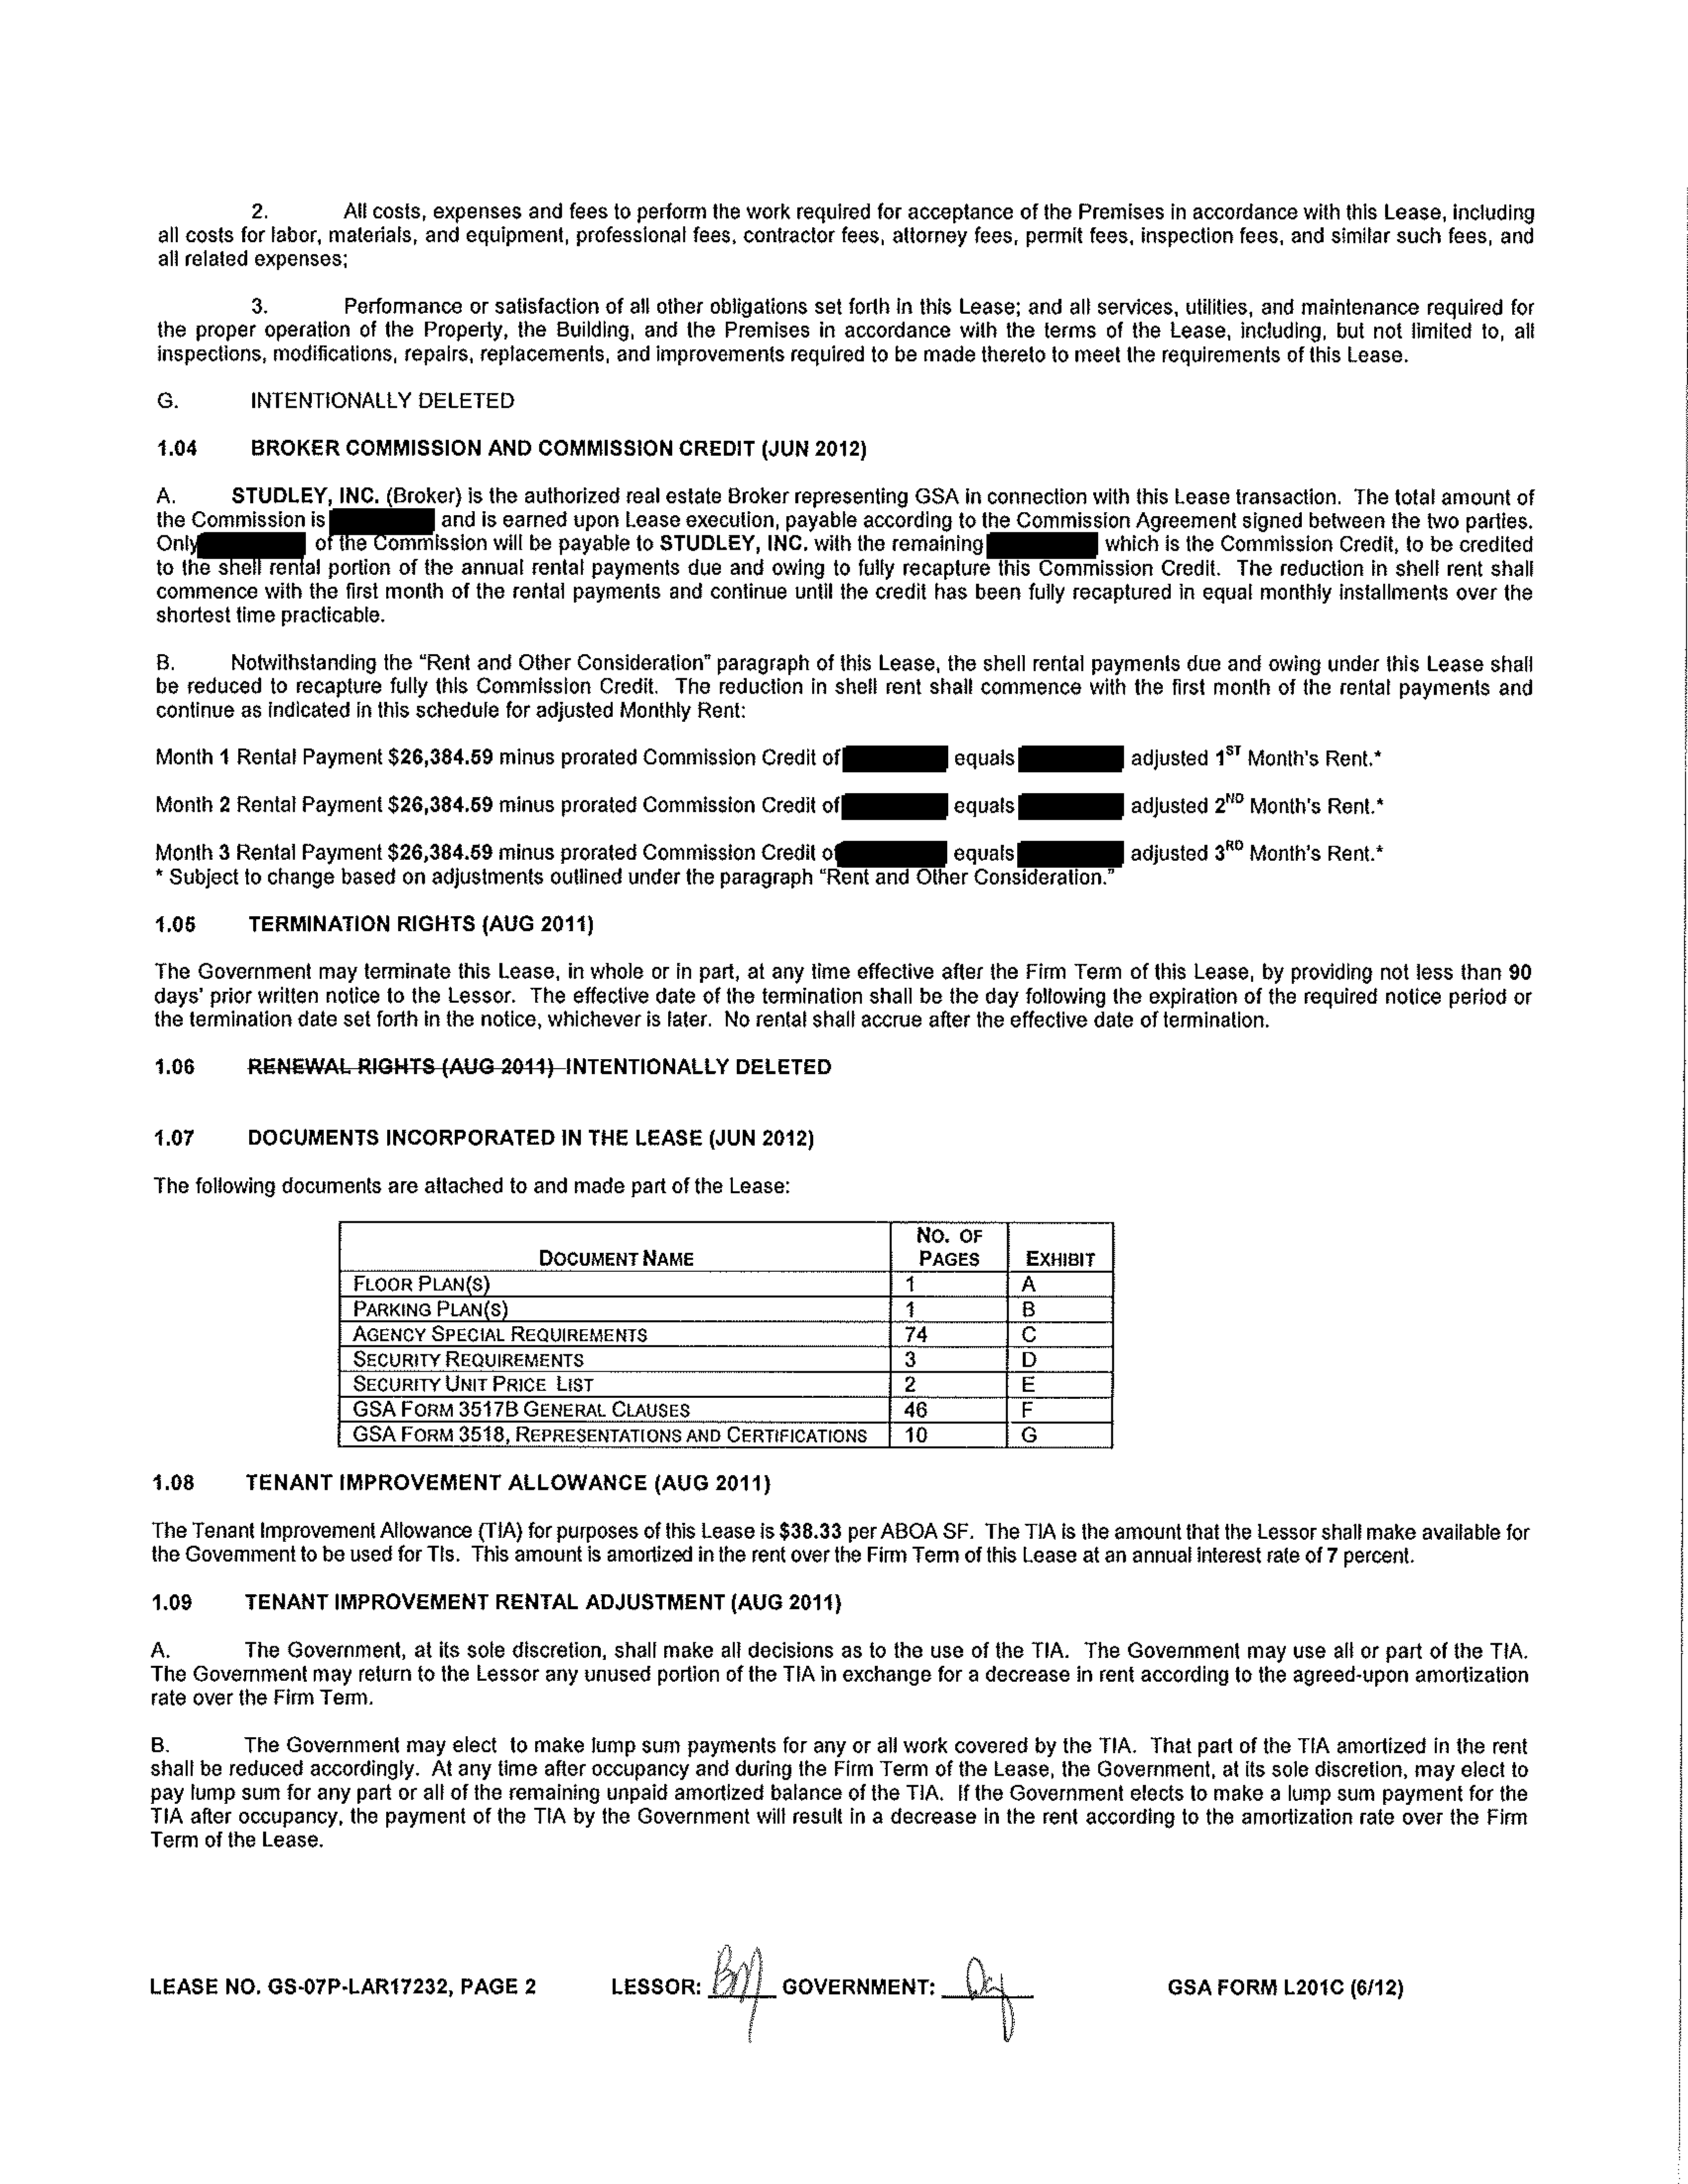 2. All costs, expenses and fees to perform the work required for acceptance of the Premises in accordance with this Lease, including
all costs for labor, materials, and equipment, professional fees, contractor fees, attorney fees, permit fees, inspection fees, and similar such fees, and
all related expenses;
3. Performance or satisfaction of all other obligations set forth in this Lease; and all services, utilities, and maintenance required for
the proper operation of the Property, the Building, and the Premises in accordance with the terms of the Lease, including, but not limited to, all
inspections, modifications, repairs, replacements, and improvements required to be made thereto to meet the requirements of this Lease.
G. INTENTIONALLY DELETED
1.04 BROKER COMMISSION AND COMMISSION CREDIT (JUN 2012)
A. STUDLEY, INC. (Broker) is the authorized real estate Broker representing GSA in connection with this Lease transaction. The total amount of
the Commission is and is earned upon Lease execution, payable according to the Commission Agreement signed between the two parties.
Only of the Commission will be payable to STUDLEY, INC. with the remaining which is the Commission Credit, to be credited
to the shell rental portion of the annual rental payments due and owing to fully recapture this Commission Credit. The reduction in shell rent shall
commence with the first month of the rental payments and continue until the credit has been fully recaptured in equal monthly installments over the
shortest time practicable.
B. Notwithstanding the "Rent and Other Consideration" paragraph of this Lease, the shell rental payments due and owing under this Lease shall
be reduced to recapture fully this Commission Credit. The reduction in shell rent shall commence with the first month of the rental payments and
continue as indicated in this schedule for adjusted Monthly Rent:
Month 1 Rental Payment $26,384.59 minus prorated Commission Credit of equals adjusted 1ST Month's Rent.*
Month 2 Rental Payment $26,384.59 minus prorated Commission Credit of equals adjusted 2ND Month's Rent.*
Month 3 Rental Payment $26,384.59 minus prorated Commission Credit of equals adjusted 3RD Month's Rent.*
* Subject to change based on adjustments outlined under the paragraph "Rent and Other Consideration."
1.05 TERMINATION RIGHTS (AUG 2011)
The Government may terminate this Lease, in whole or in part, at any time effective after the Firm Term of this Lease, by providing not less than 90
days' prior written notice to the Lessor. The effective date of the termination shall be the day following the expiration of the required notice period or
the termination date set forth in the notice, whichever is later. No rental shall accrue after the effective date of termination.
1.06 RENEWAL RIGHTS (AUG 2011) INTENTIONALLY DELETED
1.07 DOCUMENTS INCORPORATED IN THE LEASE (JUN 2012)
The following documents are attached to and made part of the Lease:
DOCUMENT NAME NO. OF PAGES EXHIBIT
FLOOR PLAN(S) 1 A
PARKING PLAN(S) 1 B
AGENCY SPECIAL REQUIREMENTS 74 C
SECURITY REQUIREMENTS 3 D
SECURITY UNIT PRICE LIST 2 E
GSA FORM 3517B GENERAL CLAUSES 46 F
GSA FORM 3518, REPRESENTATIONS AND CERTIFICATIONS 10 G
1.08 TENANT IMPROVEMENT ALLOWANCE (AUG 2011)
The Tenant Improvement Allowance (TIA) for purposes of this Lease is $38.33 per ABOA SF. The TIA is the amount that the Lessor shall make available for
the Government to be used for TIs. This amount is amortized in the rent over the Firm Term of this Lease at an annual interest rate of 7 percent.
1.09 TENANT IMPROVEMENT RENTAL ADJUSTMENT (AUG 2011)
A. The Government, at its sole discretion, shall make all decisions as to the use of the TIA. The Government may use all or part of the TIA.
The Government may return to the Lessor any unused portion of the TIA in exchange for a decrease in rent according to the agreed-upon amortization
rate over the Firm Term.
B. The Government may elect to make lump sum payments for any or all work covered by the TIA. That part of the TIA amortized in the rent
shall be reduced accordingly. At any time after occupancy and during the Firm Term of the Lease, the Government, at its sole discretion, may elect to
pay lump sum for any part or all of the remaining unpaid amortized balance of the TIA. If the Government elects to make a lump sum payment for the
TIA after occupancy, the payment of the TIA by the Government will result in a decrease in the rent according to the amortization rate over the Firm
Term of the Lease.
LEASE NO. GS-07P-LAR17232, PAGE 2 LESSOR: GOVERNMENT: GSA FORM L201C (6/12)